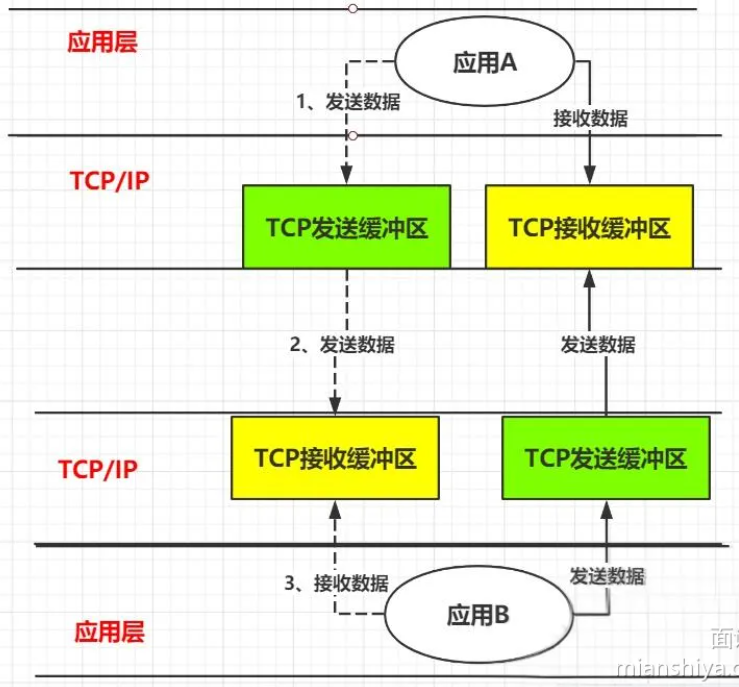 应用层
应用A
1、发送数据
接收数据
TCP/IP
TCP发送缓冲区
TCP接收缓冲区
2、发送数据
发送数据
TCP/IP
TCP接收缓冲区
TCP发送缓冲区
3、接收数据
发送数据
应用B
应用层
面
mianshiya.